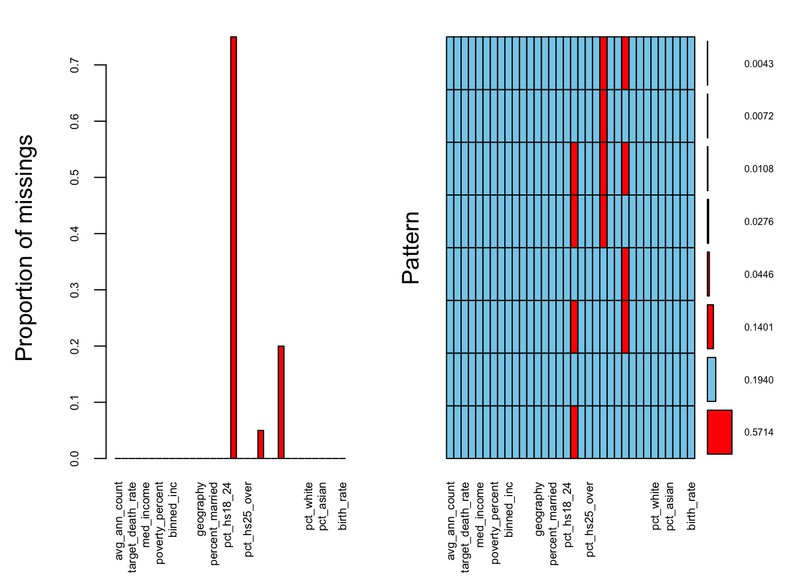 Proportion of missings
0.7
0.6
0.5
0.4
0.3
0.2
0.1
0.0
avg_ann_count
target_death_rate
med_income
poverty_percent
binned_inc
geography
percent_married
pct_hs18_24
pct_hs25_over
pct_white
pct_asian
birth_rate
Pattern
0.0043
0.0072
0.0108
0.0276
0.0446
0.1401
0.1940
0.5714
avg_ann_count
target_death_rate
med_income
poverty_percent
binned_inc
geography
percent_married
pct_hs18_24
pct_hs25_over
pct_white
pct_asian
birth_rate